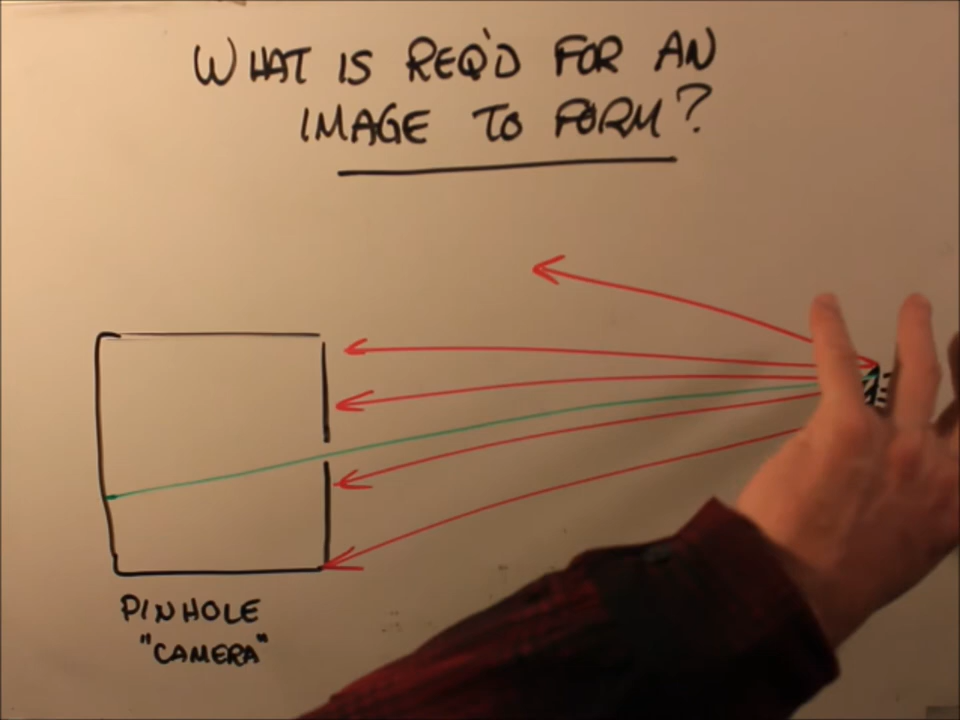 WHAT IS REQ'D FOR AN
IMAGE TO FORM?
PINHOLE
"CAMERA"